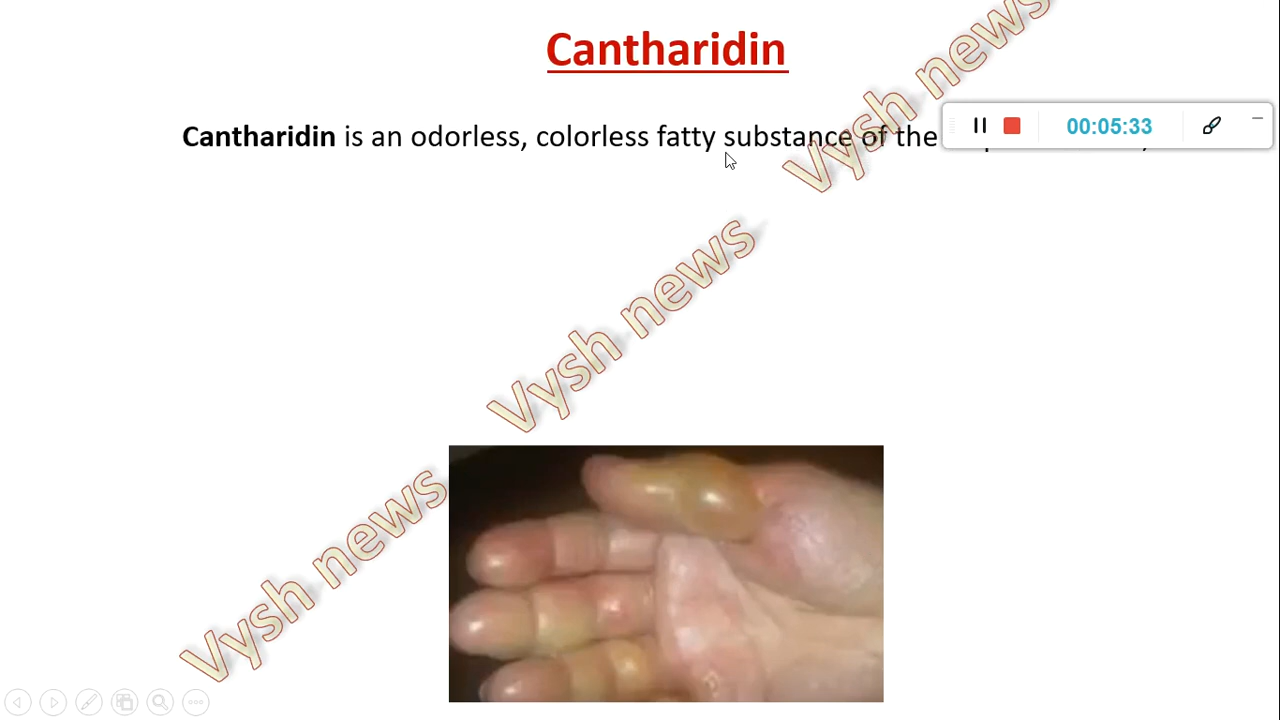 Cantharidin
Cantharidin is an odorless, colorless fatty substance of the
00:05:33
Vysh news
Vysh news
Vysh news